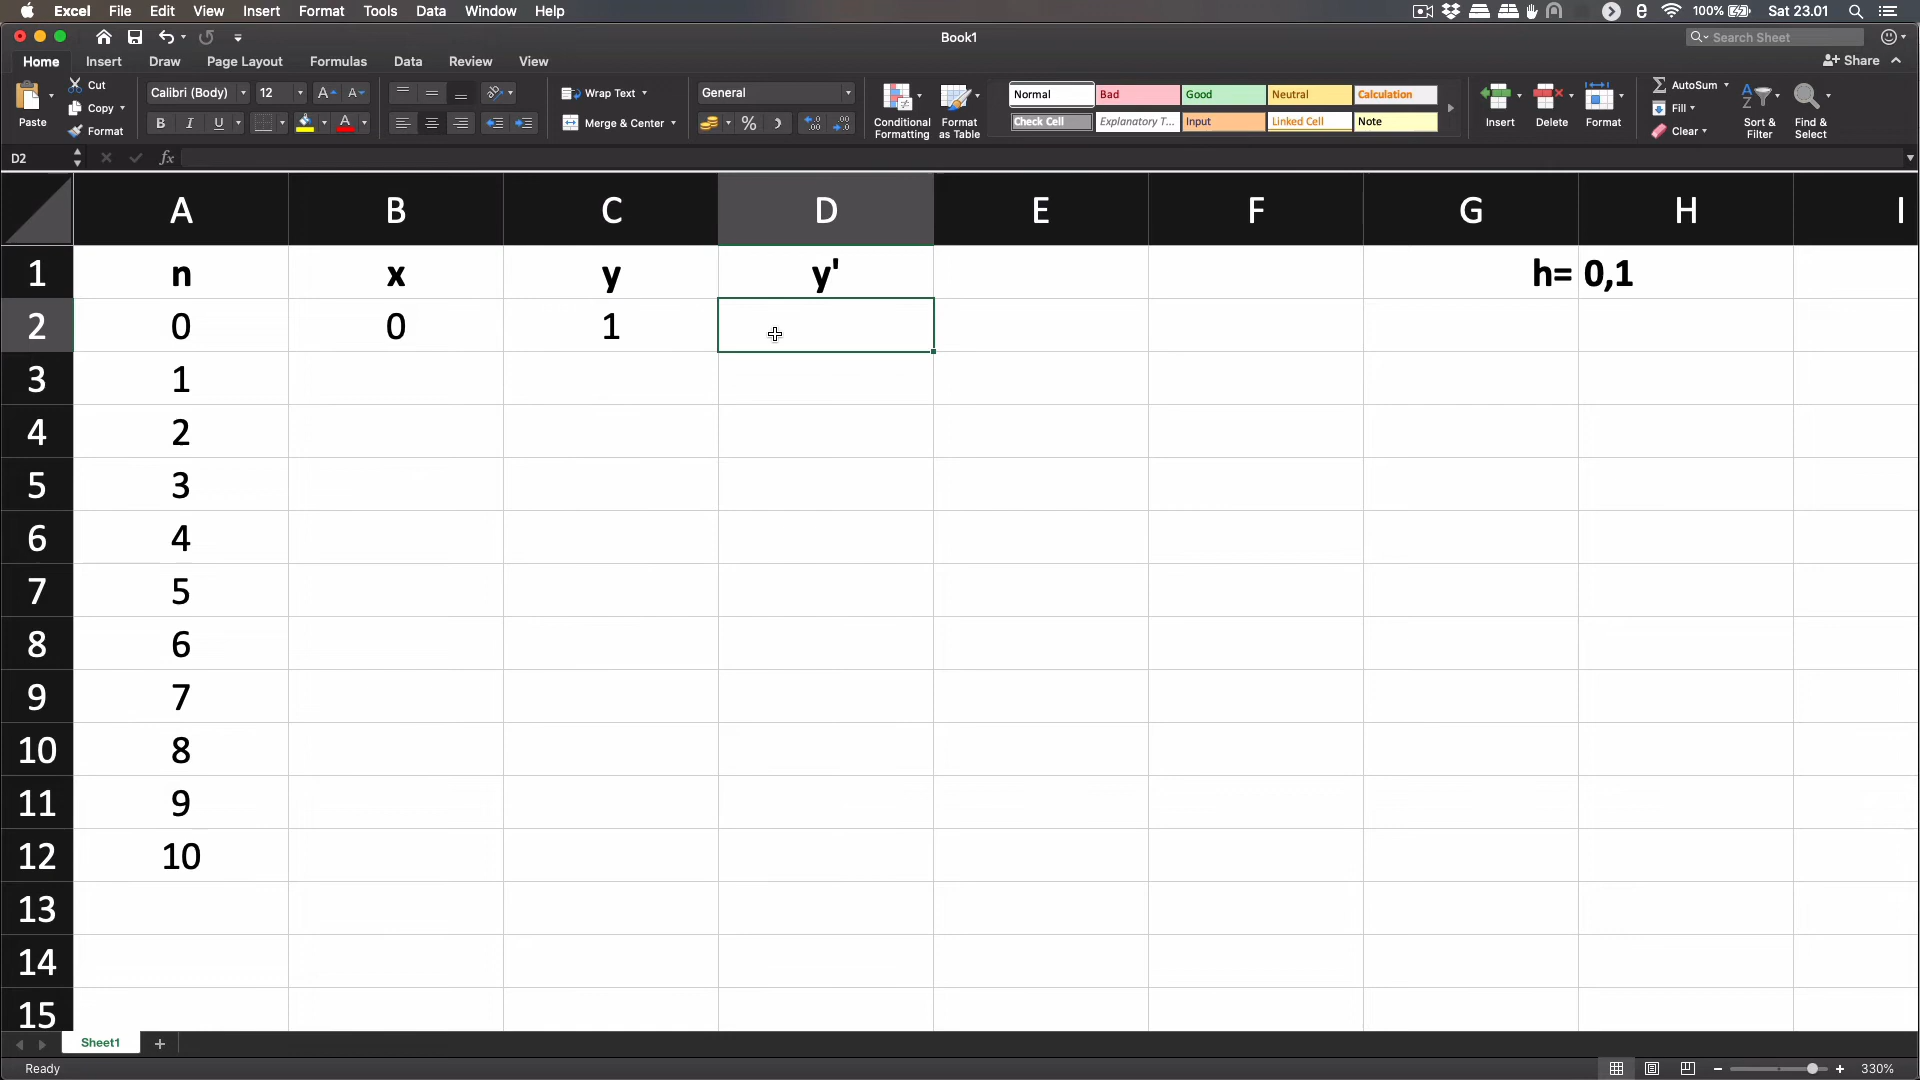 Excel File Edit View Insert Format Tools Data Window Help
100% Sat 23.01
Book1
Search Sheet
Home Insert Draw Page Layout Formulas Data Review View
Share
Paste
Cut
Copy
Format
Calibri (Body) 12
B I U
Wrap Text
Merge & Center
General
%
Conditional Formatting
Format as Table
Normal Bad Good Neutral Calculation
Check Cell Explanatory T... Input Linked Cell Note
Insert
Delete
Format
AutoSum
Fill
Clear
Sort & Filter
Find & Select
D2
fx
A B C D E F G H I
1 n x y y' h= 0,1
2 0 0 1
3 1
4 2
5 3
6 4
7 5
8 6
9 7
10 8
11 9
12 10
13
14
15
Sheet1
Ready
330%